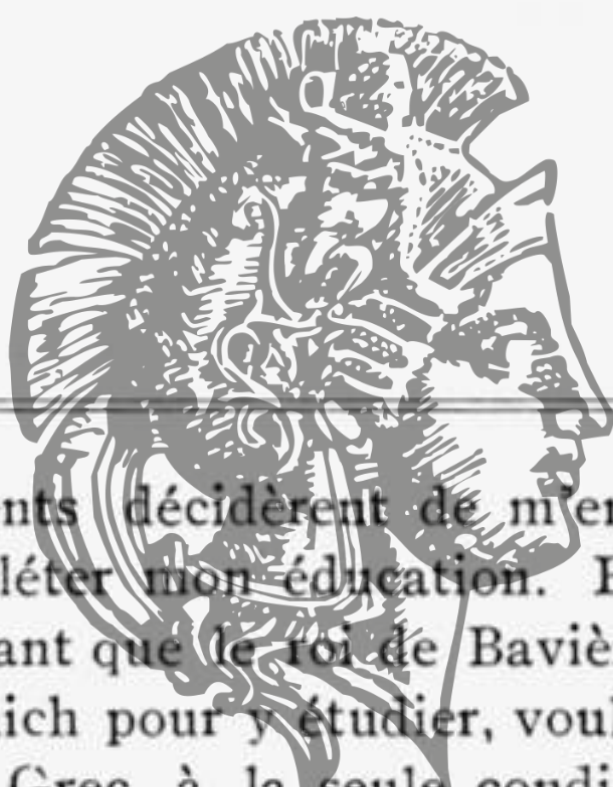 nts décidèrent de m'en
léter mon éducation. E
ant que le roi de Baviè
ich pour y étudier, voul
Grec, à la seule condi